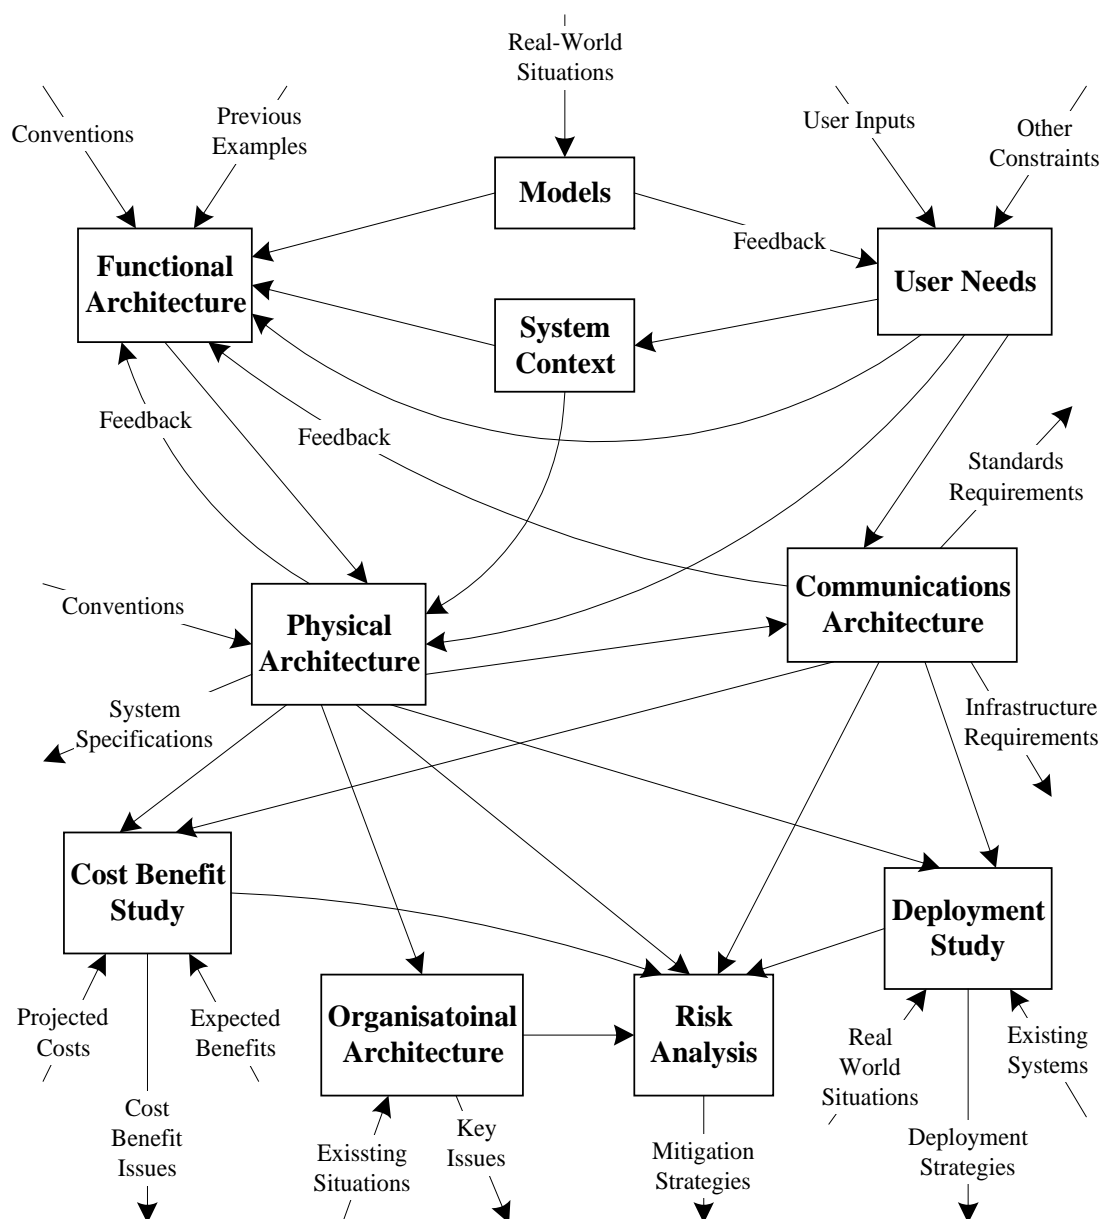 Real-World
Situations
Conventions
Previous
Examples
User Inputs
Other
Constraints
Models
Feedback
Functional
Architecture
User Needs
System
Context
Feedback
Feedback
Standards
Requirements
Conventions
Physical
Architecture
Communications
Architecture
System
Specifications
Infrastructure
Requirements
Cost Benefit
Study
Deployment
Study
Projected
Costs
Expected
Benefits
Organisatoinal
Architecture
Risk
Analysis
Real
World
Situations
Existing
Systems
Cost
Benefit
Issues
Exissting
Situations
Key
Issues
Mitigation
Strategies
Deployment
Strategies